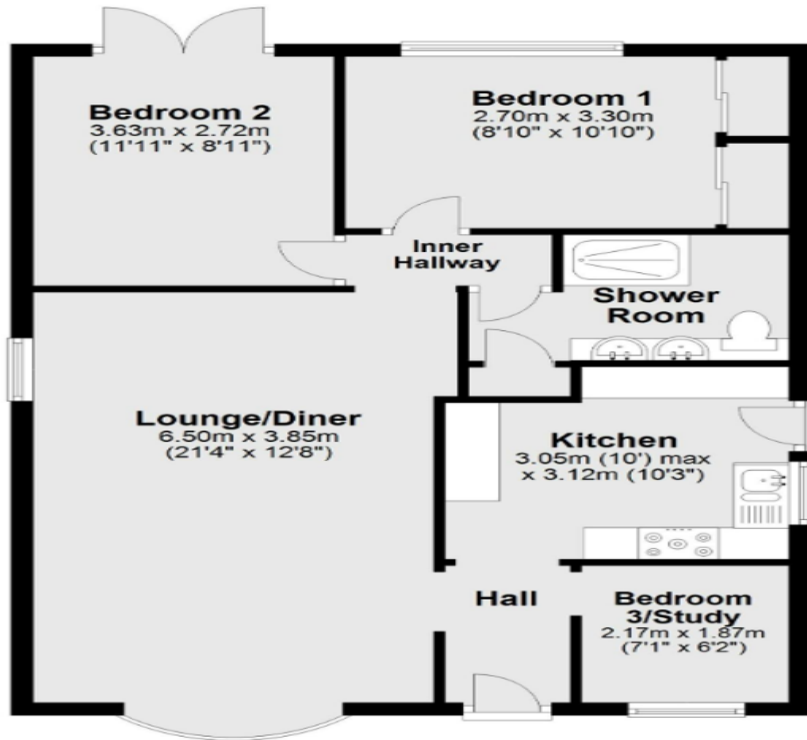 Bedroom 2
3.63m x 2.72m
(11'11" x 8'11")
Bedroom 1
2.70m x 3.30m
(8'10" x 10'10")
Inner
Hallway
Shower
Room
Lounge/Diner
6.50m x 3.85m
(21'4" x 12'8")
Kitchen
3.05m (10') max
x 3.12m (10'3")
Hall
Bedroom
3/Study
2.17m x 1.87m
(7'1" x 6'2")